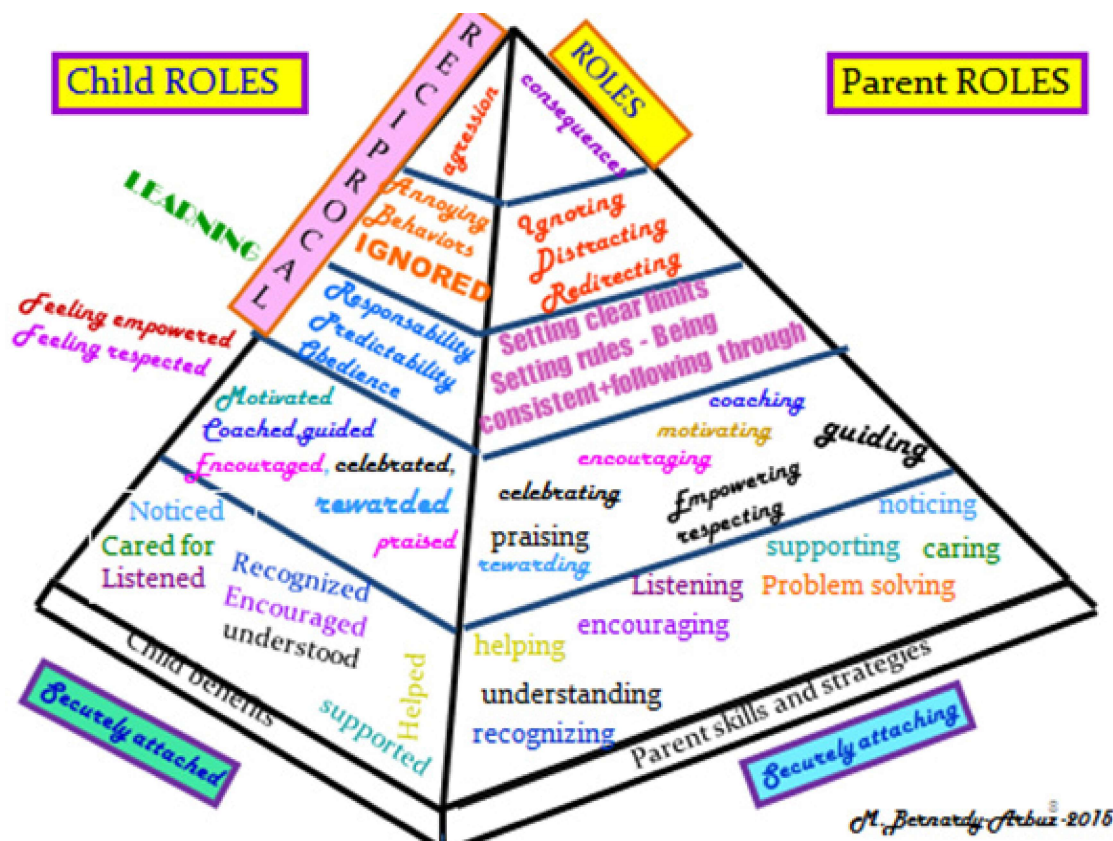 Child ROLES
RECIPROCAL
ROLES
Parent ROLES
LEARNING
Feeling empowered
Feeling respected
agression
Annoying
Behaviors
IGNORED
Responsability
Predictability
Obedience
Motivated
Coached,guided
Encouraged, celebrated,
rewarded
praised
Noticed
Cared for
Listened
Recognized
Encouraged
understood
Helped
supported
Child benefits
Securely attached
consequences
Ignoring
Distracting
Redirecting
Setting clear limits
Setting rules - Being
consistent+following through
coaching
motivating
guiding
encouraging
celebrating
Empowering
respecting
praising
rewarding
noticing
supporting
caring
Listening
Problem solving
encouraging
helping
understanding
recognizing
Parent skills and strategies
Securely attaching
8
M.Bernardy-Arbuz-2015